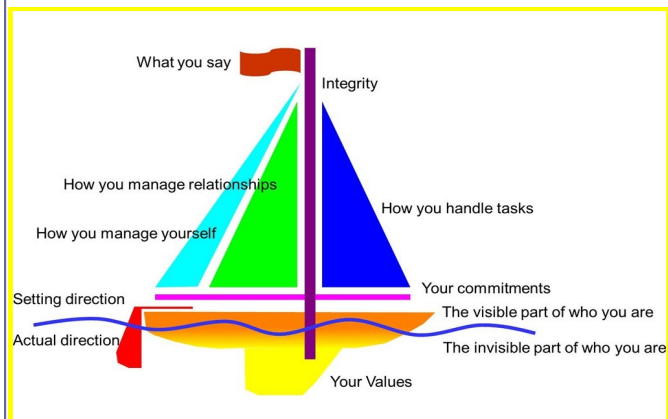 What you say
Integrity
How you manage relationships
How you handle tasks
How you manage yourself
Your commitments
Setting direction
The visible part of who you are
Actual direction
The invisible part of who you are
Your Values